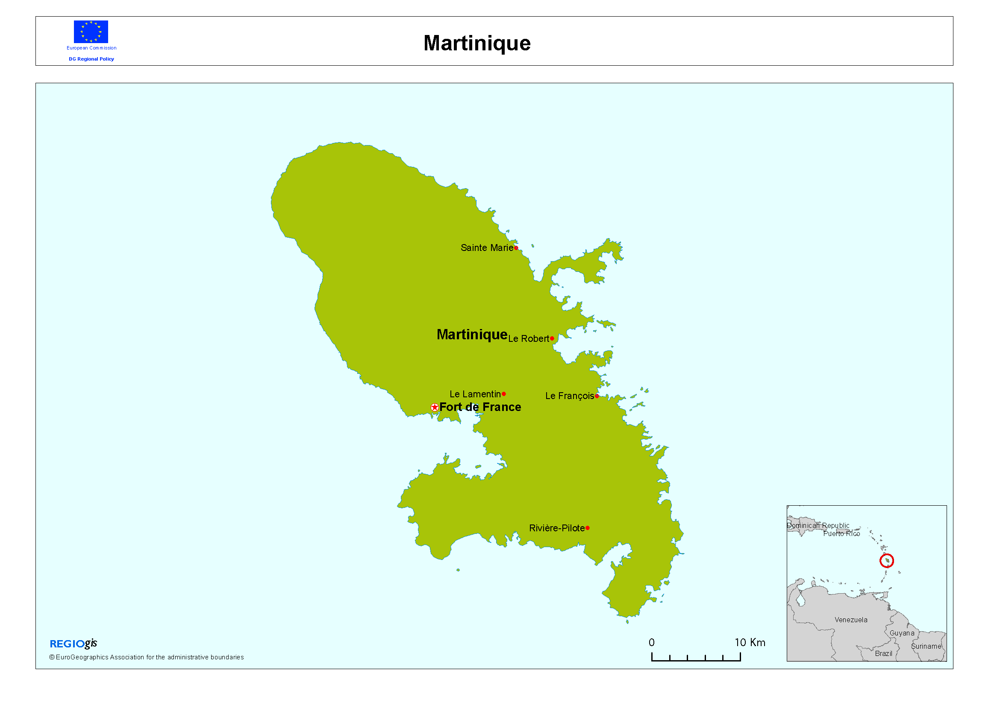 European Commission
DG Regional Policy
Martinique
Sainte Marie
Martinique
Le Robert
Le Lamentin
Le François
Fort de France
Rivière-Pilote
Dominican Republic
Puerto Rico
Venezuela
Guyana
Suriname
Brazil
0 10 Km
REGIOgis
© EuroGeographics Association for the administrative boundaries